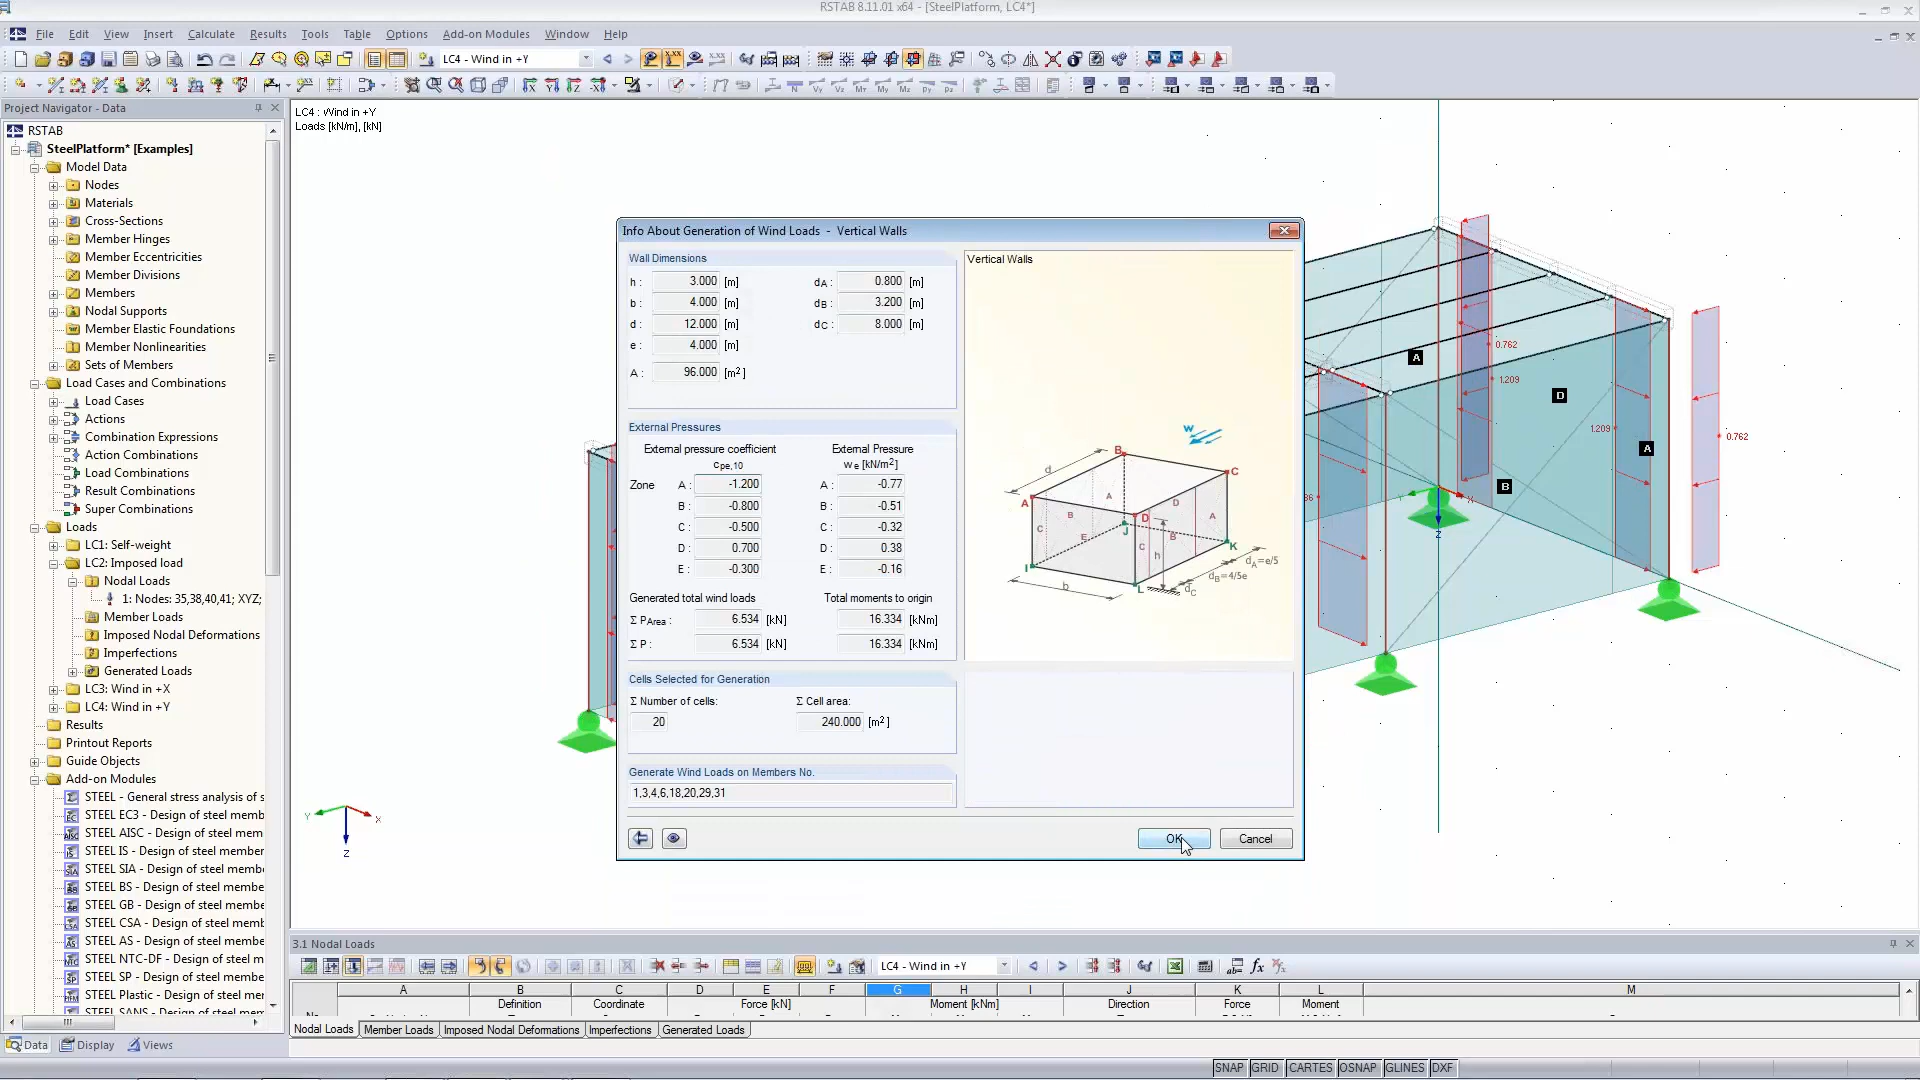 RSTAB 8.11.01 x64 - [SteelPlatform, LC4*]
File Edit View Insert Calculate Results Tools Table Options Add-on Modules Window Help
LC4 - Wind in +Y
Project Navigator - Data
RSTAB
SteelPlatform* [Examples]
Model Data
Nodes
Materials
Cross-Sections
Member Hinges
Member Eccentricities
Member Divisions
Members
Nodal Supports
Member Elastic Foundations
Member Nonlinearities
Sets of Members
Load Cases and Combinations
Load Cases
Actions
Combination Expressions
Action Combinations
Load Combinations
Result Combinations
Super Combinations
Loads
LC1: Self-weight
LC2: Imposed load
Nodal Loads
1: Nodes: 35,38,40,41; XYZ;
Member Loads
Imposed Nodal Deformations
Imperfections
Generated Loads
LC3: Wind in +X
LC4: Wind in +Y
Results
Printout Reports
Guide Objects
Add-on Modules
STEEL - General stress analysis of s
STEEL EC3 - Design of steel memb
STEEL AISC - Design of steel mem
STEEL IS - Design of steel member
STEEL SIA - Design of steel membe
STEEL BS - Design of steel membe
STEEL GB - Design of steel membe
STEEL CSA - Design of steel memb
STEEL AS - Design of steel membe
STEEL NTC-DF - Design of steel me
STEEL SP - Design of steel membe
STEEL Plastic - Design of steel mer
STEEL SANS - Design of steel mem
Data Display Views
LC4 : Wind in +Y
Loads [kN/m], [kN]
Info About Generation of Wind Loads - Vertical Walls
Wall Dimensions
h : 3.000 [m] dA : 0.800 [m]
b : 4.000 [m] dB : 3.200 [m]
d : 12.000 [m] dC : 8.000 [m]
e : 4.000 [m]
A : 96.000 [m2]
External Pressures
External pressure coefficient External Pressure
cpe,10 we [kN/m2]
Zone A : -1.200 A : -0.77
B : -0.800 B : -0.51
C : -0.500 C : -0.32
D : 0.700 D : 0.38
E : -0.300 E : -0.16
Generated total wind loads Total moments to origin
Σ PArea : 6.534 [kN] 16.334 [kNm]
Σ P : 6.534 [kN] 16.334 [kNm]
Cells Selected for Generation
Σ Number of cells: Σ Cell area:
20 240.000 [m2]
Generate Wind Loads on Members No.
1,3,4,6,18,20,29,31
Vertical Walls
w
B
d C
A A D
B D A
C E J B K
C h dA=e/5
I dB=4/5e
b L dC
OK Cancel
0.762
A
1.209
D
1.209 0.762
A
B
X
Y
Z
Y X
Z
3.1 Nodal Loads
LC4 - Wind in +Y
A B C D E F G H I J K L M
Definition Coordinate Force [kN] Moment [kNm] Direction Force Moment
Nodal Loads Member Loads Imposed Nodal Deformations Imperfections Generated Loads
SNAP GRID CARTES OSNAP GLINES DXF